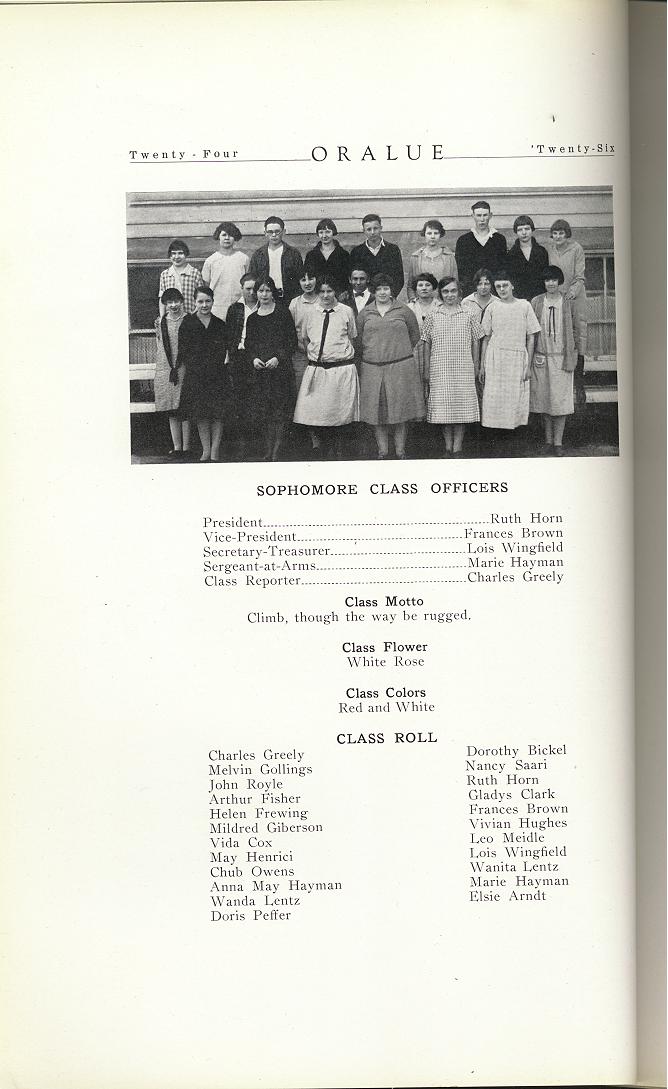 Twenty-Four ORALUE 'Twenty-Six
SOPHOMORE CLASS OFFICERS
President Ruth Horn
Vice-President Frances Brown
Secretary-Treasurer Lois Wingfield
Sergeant-at-Arms Marie Hayman
Class Reporter Charles Greely
Class Motto
Climb, though the way be rugged.
Class Flower
White Rose
Class Colors
Red and White
CLASS ROLL
Charles Greely
Melvin Gollings
John Royle
Arthur Fisher
Helen Frewing
Mildred Giberson
Vida Cox
May Henrici
Chub Owens
Anna May Hayman
Wanda Lentz
Doris Peffer
Dorothy Bickel
Nancy Saari
Ruth Horn
Gladys Clark
Frances Brown
Vivian Hughes
Leo Meidle
Lois Wingfield
Wanita Lentz
Marie Hayman
Elsie Arndt